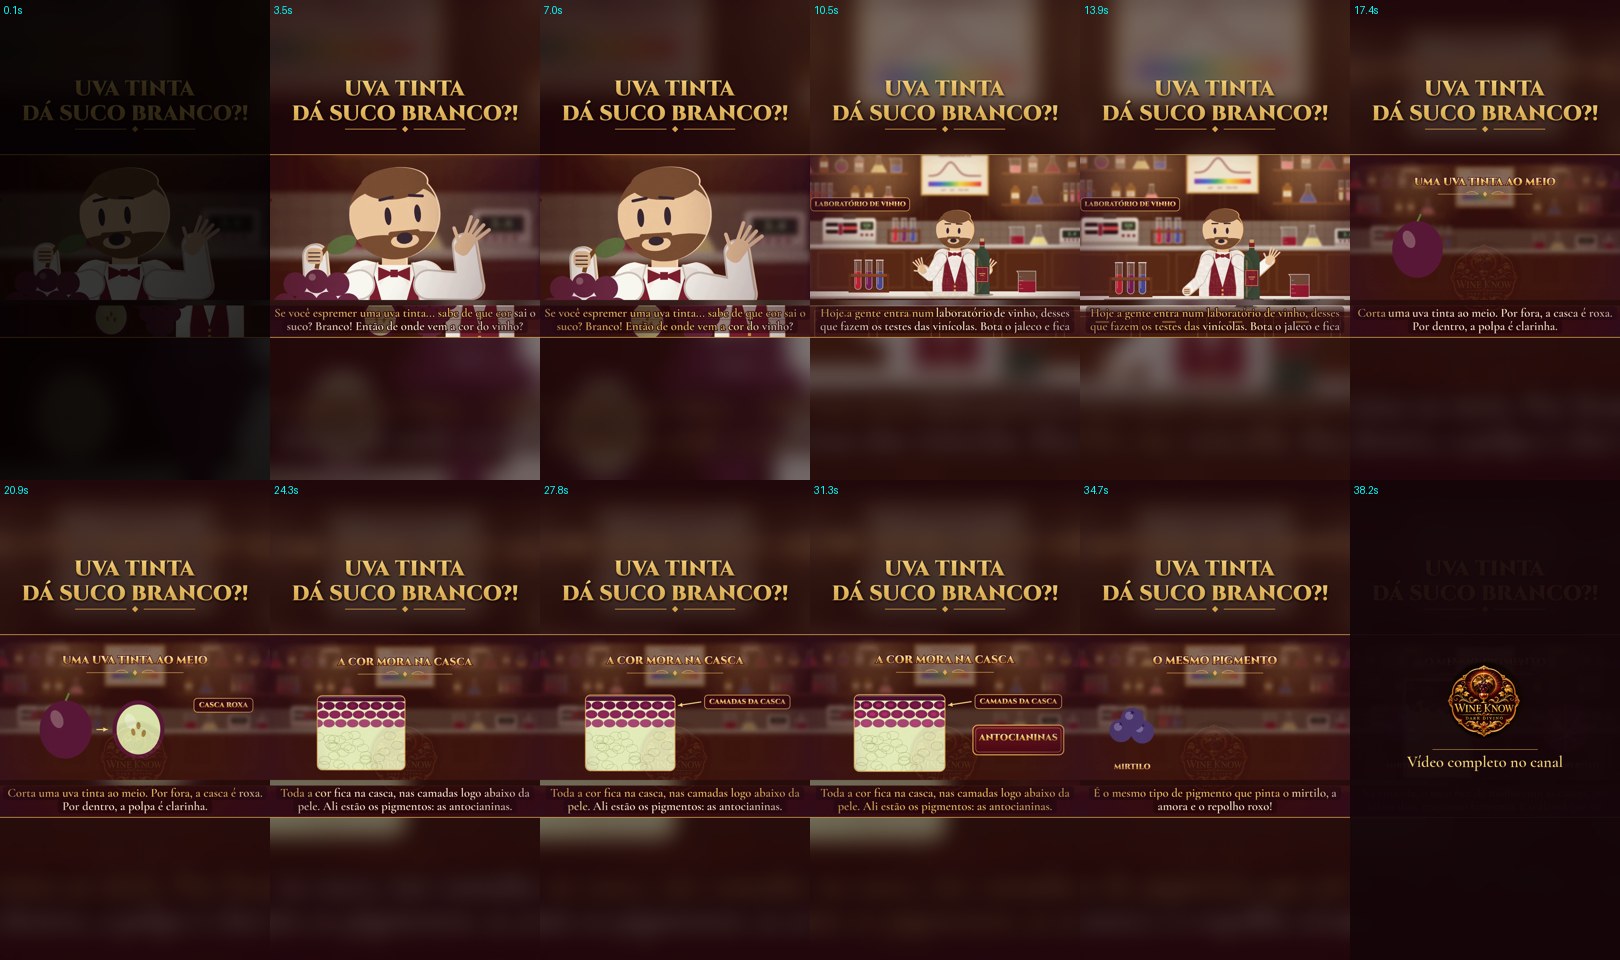 0.1s
UVA TINTA
DÁ SUCO BRANCO?!
3.5s
UVA TINTA
DÁ SUCO BRANCO?!
Se você espremer uma uva tinta... sabe de que cor sai o
suco? Branco! Então de onde vem a cor do vinho?
7.0s
UVA TINTA
DÁ SUCO BRANCO?!
Se você espremer uma uva tinta... sabe de que cor sai o
suco? Branco! Então de onde vem a cor do vinho?
10.5s
UVA TINTA
DÁ SUCO BRANCO?!
LABORATÓRIO DE VINHO
Hoje a gente entra num laboratório de vinho, desses
que fazem os testes das vinícolas. Bota o jaleco e fica
13.9s
UVA TINTA
DÁ SUCO BRANCO?!
LABORATÓRIO DE VINHO
Hoje a gente entra num laboratório de vinho, desses
que fazem os testes das vinícolas. Bota o jaleco e fica
17.4s
UVA TINTA
DÁ SUCO BRANCO?!
UMA UVA TINTA AO MEIO
WINE KNOW
Corta uma uva tinta ao meio. Por fora, a casca é roxa.
Por dentro, a polpa é clarinha.
20.9s
UVA TINTA
DÁ SUCO BRANCO?!
UMA UVA TINTA AO MEIO
CASCA ROXA
WINE KNOW
Corta uma uva tinta ao meio. Por fora, a casca é roxa.
Por dentro, a polpa é clarinha.
24.3s
UVA TINTA
DÁ SUCO BRANCO?!
A COR MORA NA CASCA
Toda a cor fica na casca, nas camadas logo abaixo da
pele. Ali estão os pigmentos: as antocianinas.
27.8s
UVA TINTA
DÁ SUCO BRANCO?!
A COR MORA NA CASCA
CAMADAS DA CASCA
Toda a cor fica na casca, nas camadas logo abaixo da
pele. Ali estão os pigmentos: as antocianinas.
31.3s
UVA TINTA
DÁ SUCO BRANCO?!
A COR MORA NA CASCA
CAMADAS DA CASCA
ANTOCIANINAS
Toda a cor fica na casca, nas camadas logo abaixo da
pele. Ali estão os pigmentos: as antocianinas.
34.7s
UVA TINTA
DÁ SUCO BRANCO?!
O MESMO PIGMENTO
MIRTILO
WINE KNOW
É o mesmo tipo de pigmento que pinta o mirtilo, a
amora e o repolho roxo!
38.2s
UVA TINTA
DÁ SUCO BRANCO?!
WINE KNOW
DARK DIVINO
Vídeo completo no canal